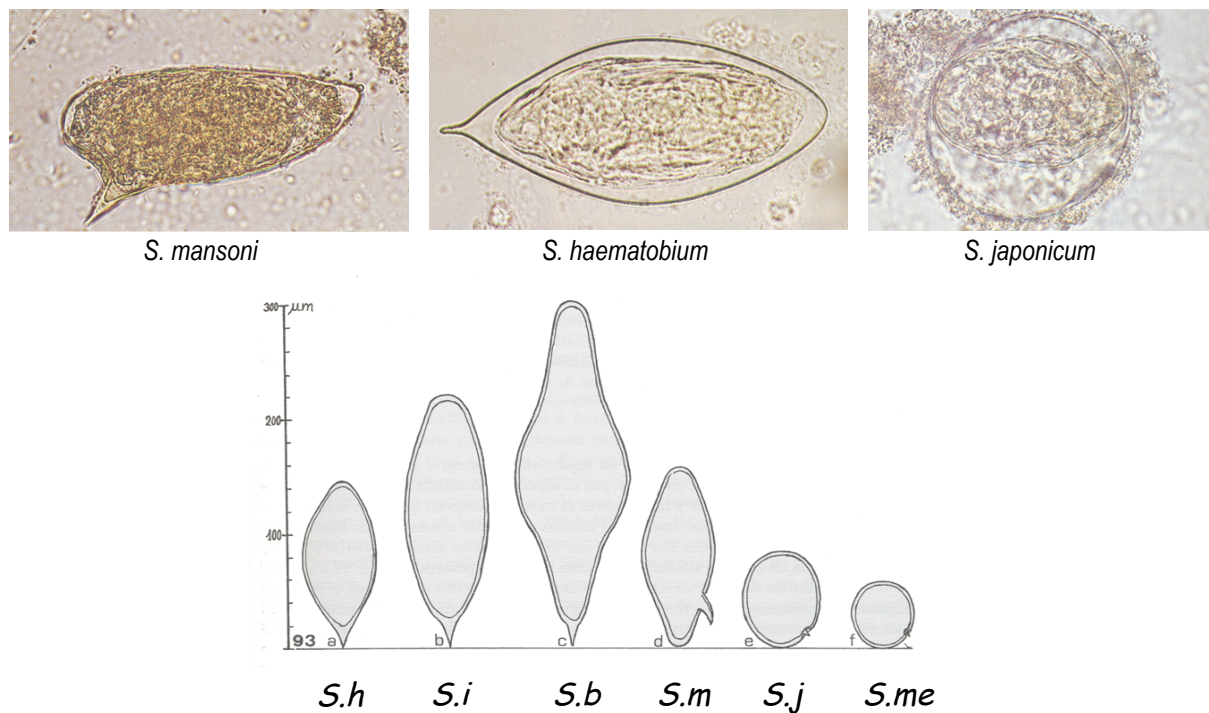 S. mansoni
S. haematobium
S. japonicum
300 µm
200
100
93 a b c d e f
S.h S.i S.b S.m S.j S.me